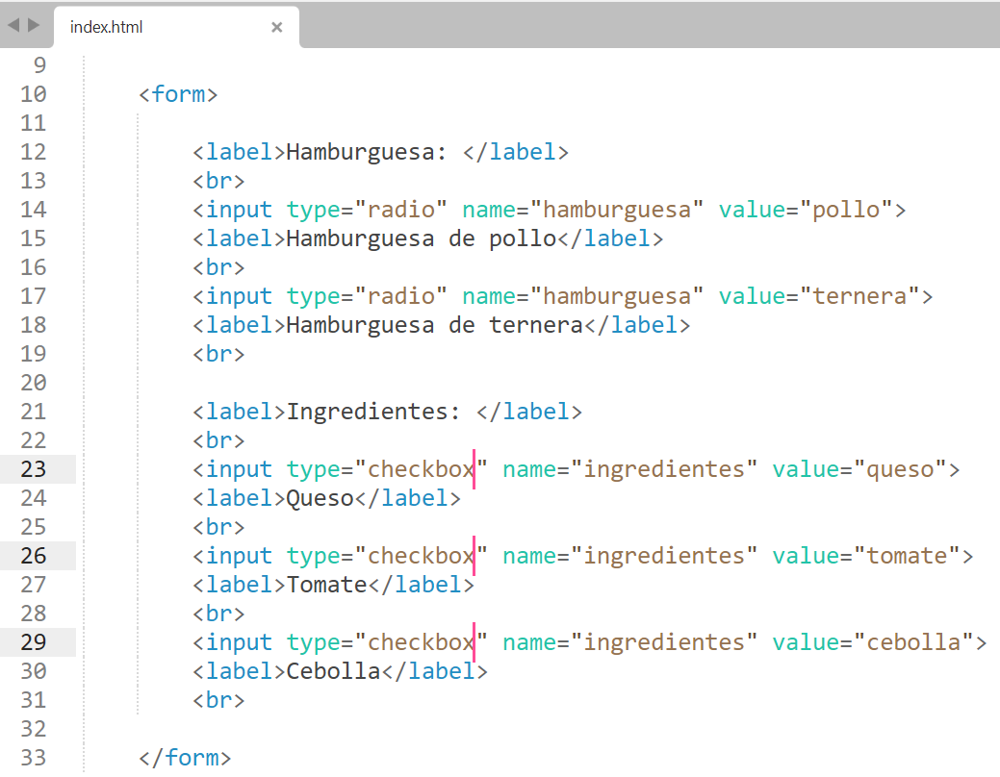 index.html ×
9
10 <form>
11
12 <label>Hamburguesa: </label>
13 <br>
14 <input type="radio" name="hamburguesa" value="pollo">
15 <label>Hamburguesa de pollo</label>
16 <br>
17 <input type="radio" name="hamburguesa" value="ternera">
18 <label>Hamburguesa de ternera</label>
19 <br>
20
21 <label>Ingredientes: </label>
22 <br>
23 <input type="checkbox" name="ingredientes" value="queso">
24 <label>Queso</label>
25 <br>
26 <input type="checkbox" name="ingredientes" value="tomate">
27 <label>Tomate</label>
28 <br>
29 <input type="checkbox" name="ingredientes" value="cebolla">
30 <label>Cebolla</label>
31 <br>
32
33 </form>